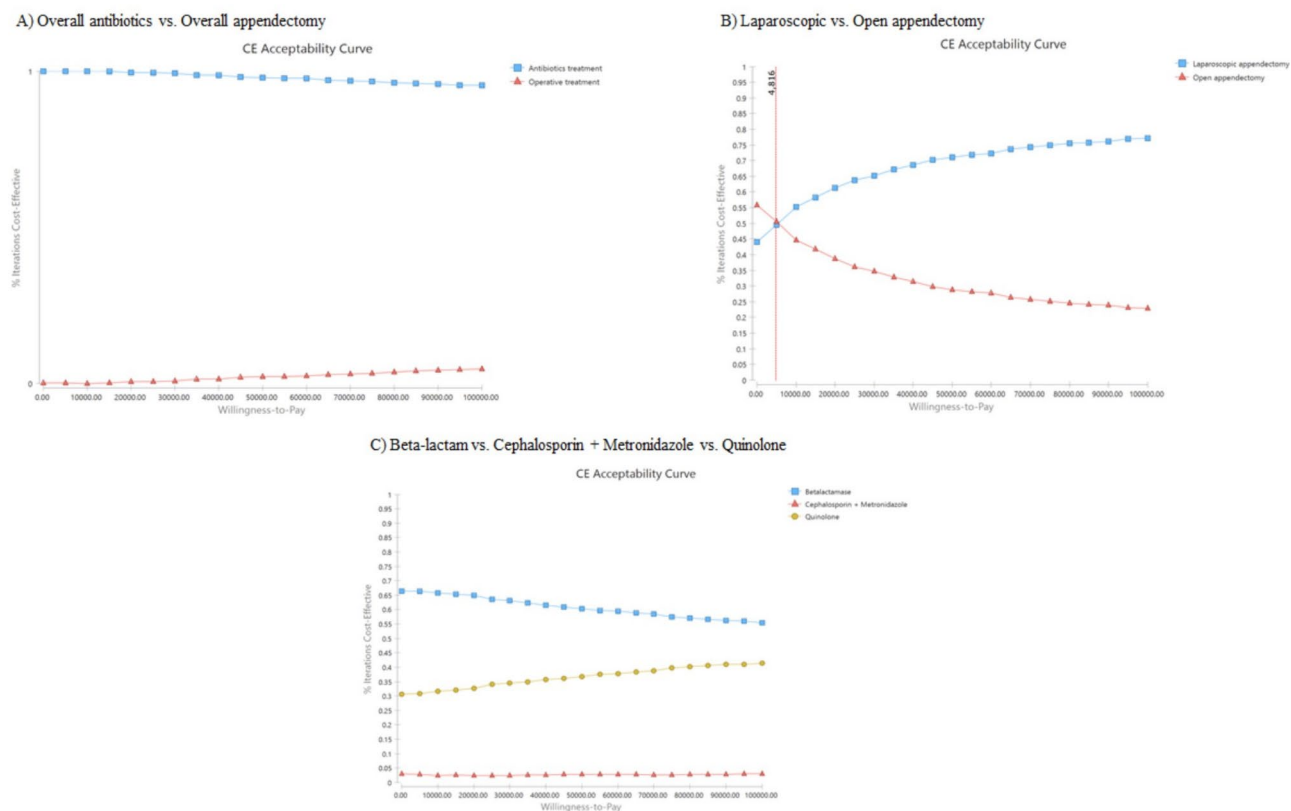 A) Overall antibiotics vs. Overall appendectomy
CE Acceptability Curve
Antibiotics treatment
Operative treatment
1
0
% Iterations Cost-Effective
0.00 10000.00 20000.00 30000.00 40000.00 50000.00 60000.00 70000.00 80000.00 90000.00 100000.00
Willingness-to-Pay
B) Laparoscopic vs. Open appendectomy
CE Acceptability Curve
Laparoscopic appendectomy
Open appendectomy
4,816
1
0.95
0.9
0.85
0.8
0.75
0.7
0.65
0.6
0.55
0.5
0.45
0.4
0.35
0.3
0.25
0.2
0.15
0.1
0.05
0
% Iterations Cost-Effective
0.00 10000.00 20000.00 30000.00 40000.00 50000.00 60000.00 70000.00 80000.00 90000.00 100000.00
Willingness-to-Pay
C) Beta-lactam vs. Cephalosporin + Metronidazole vs. Quinolone
CE Acceptability Curve
Betalactamase
Cephalosporin + Metronidazole
Quinolone
1
0.95
0.9
0.85
0.8
0.75
0.7
0.65
0.6
0.55
0.5
0.45
0.4
0.35
0.3
0.25
0.2
0.15
0.1
0.05
0
% Iterations Cost-Effective
0.00 10000.00 20000.00 30000.00 40000.00 50000.00 60000.00 70000.00 80000.00 90000.00 100000.00
Willingness-to-Pay